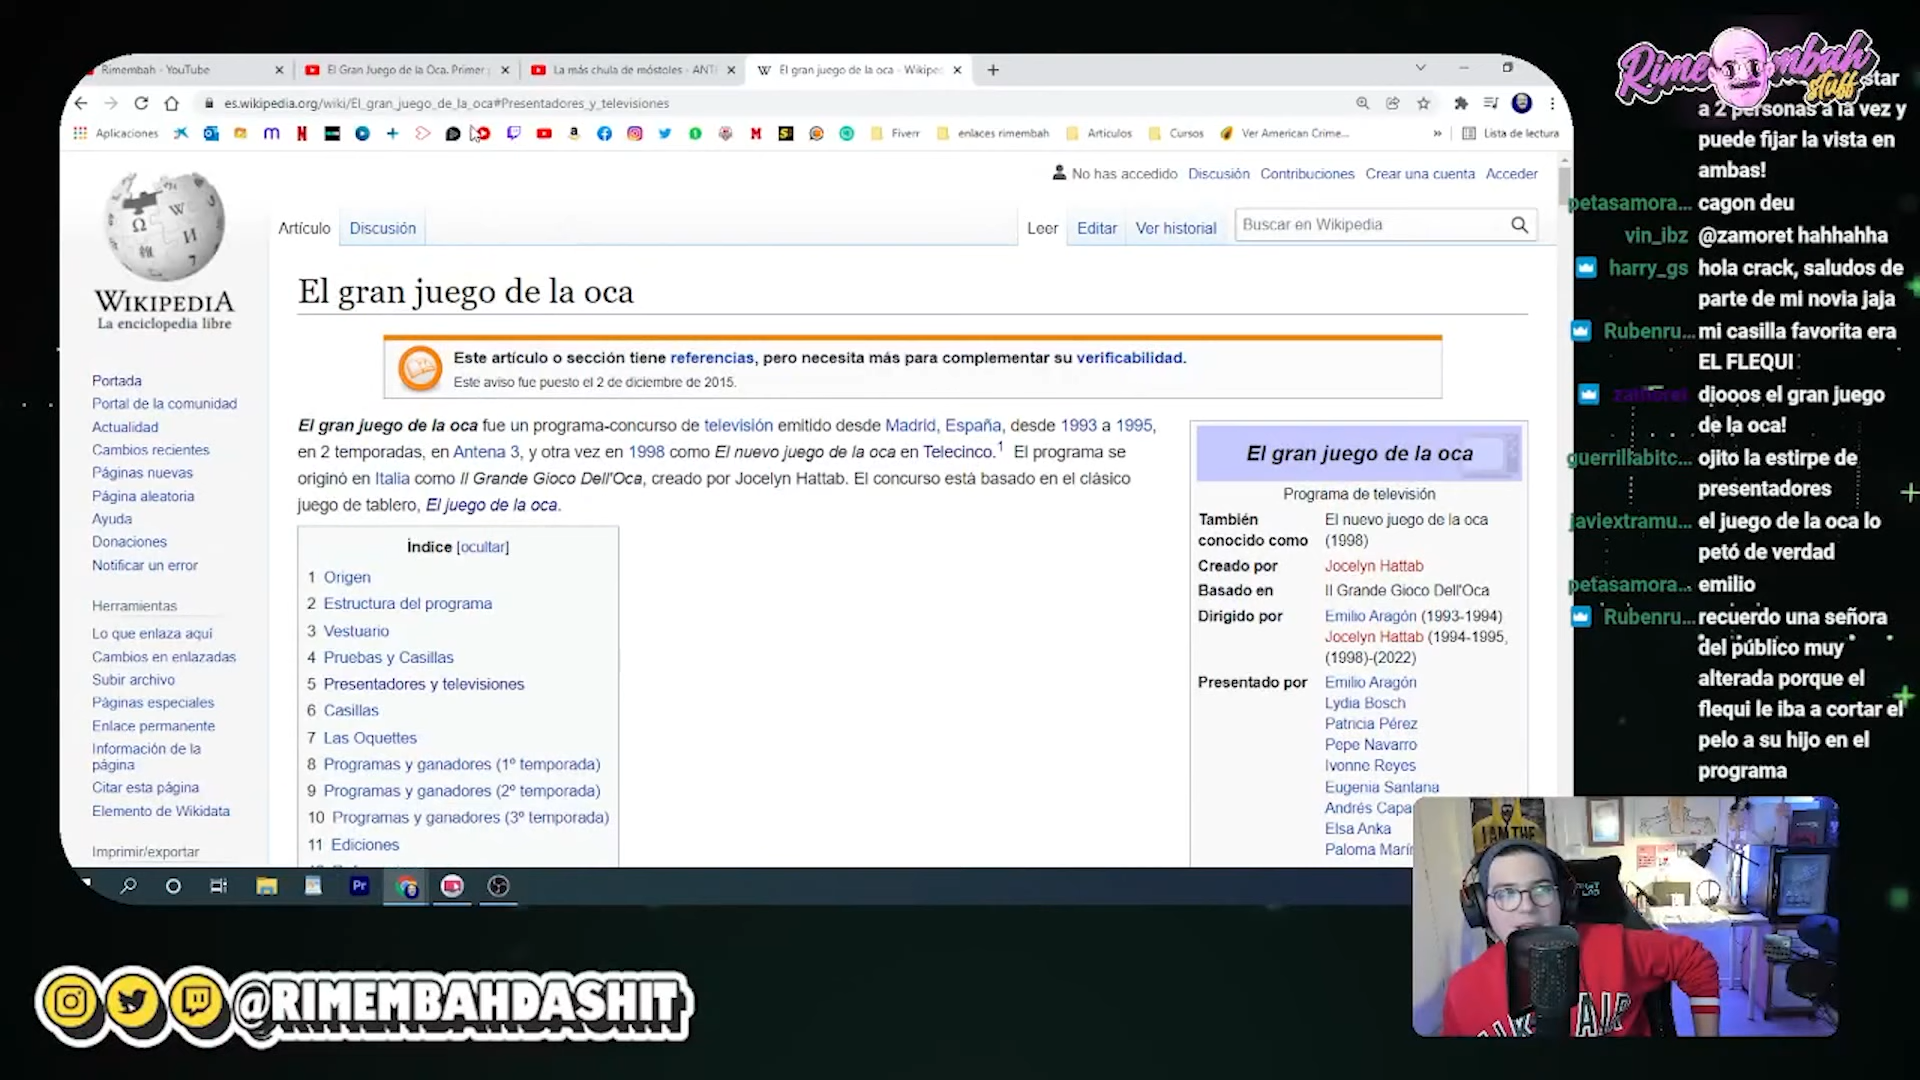 Rimembah - YouTube
El Gran Juego de la Oca. Primer
La más chula de móstoles - ANT
El gran juego de la oca - Wikipe
es.wikipedia.org/wiki/El_gran_juego_de_la_oca#Presentadores_y_televisiones
Aplicaciones
Fiverr
enlaces rimembah
Articulos
Cursos
Ver American Crime...
»
Lista de lectura
No has accedido Discusión Contribuciones Crear una cuenta Acceder
Artículo Discusión
Leer Editar Ver historial
Buscar en Wikipedia
WIKIPEDIA
La enciclopedia libre
Portada
Portal de la comunidad
Actualidad
Cambios recientes
Páginas nuevas
Página aleatoria
Ayuda
Donaciones
Notificar un error
Herramientas
Lo que enlaza aquí
Cambios en enlazadas
Subir archivo
Páginas especiales
Enlace permanente
Información de la
página
Citar esta página
Elemento de Wikidata
Imprimir/exportar
El gran juego de la oca
Este artículo o sección tiene referencias, pero necesita más para complementar su verificabilidad.
Este aviso fue puesto el 2 de diciembre de 2015.
El gran juego de la oca fue un programa-concurso de televisión emitido desde Madrid, España, desde 1993 a 1995,
en 2 temporadas, en Antena 3, y otra vez en 1998 como El nuevo juego de la oca en Telecinco.1 El programa se
originó en Italia como Il Grande Gioco Dell'Oca, creado por Jocelyn Hattab. El concurso está basado en el clásico
juego de tablero, El juego de la oca.
Índice [ocultar]
1 Origen
2 Estructura del programa
3 Vestuario
4 Pruebas y Casillas
5 Presentadores y televisiones
6 Casillas
7 Las Oquettes
8 Programas y ganadores (1º temporada)
9 Programas y ganadores (2º temporada)
10 Programas y ganadores (3º temporada)
11 Ediciones
El gran juego de la oca
Programa de televisión
También
conocido como
El nuevo juego de la oca
(1998)
Creado por Jocelyn Hattab
Basado en Il Grande Gioco Dell'Oca
Dirigido por Emilio Aragón (1993-1994)
Jocelyn Hattab (1994-1995,
(1998)-(2022)
Presentado por Emilio Aragón
Lydia Bosch
Patricia Pérez
Pepe Navarro
Ivonne Reyes
Eugenia Santana
Andrés Capa
Elsa Anka
Paloma Marí
Rimembah
stuff
star
a 2 personas a la vez y
puede fijar la vista en
ambas!
petasamora... cagon deu
vin_ibz @zamoret hahhahha
harry_gs hola crack, saludos de
parte de mi novia jaja
Rubenru... mi casilla favorita era
EL FLEQUI
zamoret diooos el gran juego
de la oca!
guerrillabitc... ojito la estirpe de
presentadores
javiextramu... el juego de la oca lo
petó de verdad
petasamora... emilio
Rubenru... recuerdo una señora
del público muy
alterada porque el
flequi le iba a cortar el
pelo a su hijo en el
programa
Pr
I AM THE
AIR
@RIMEMBAHDASHIT